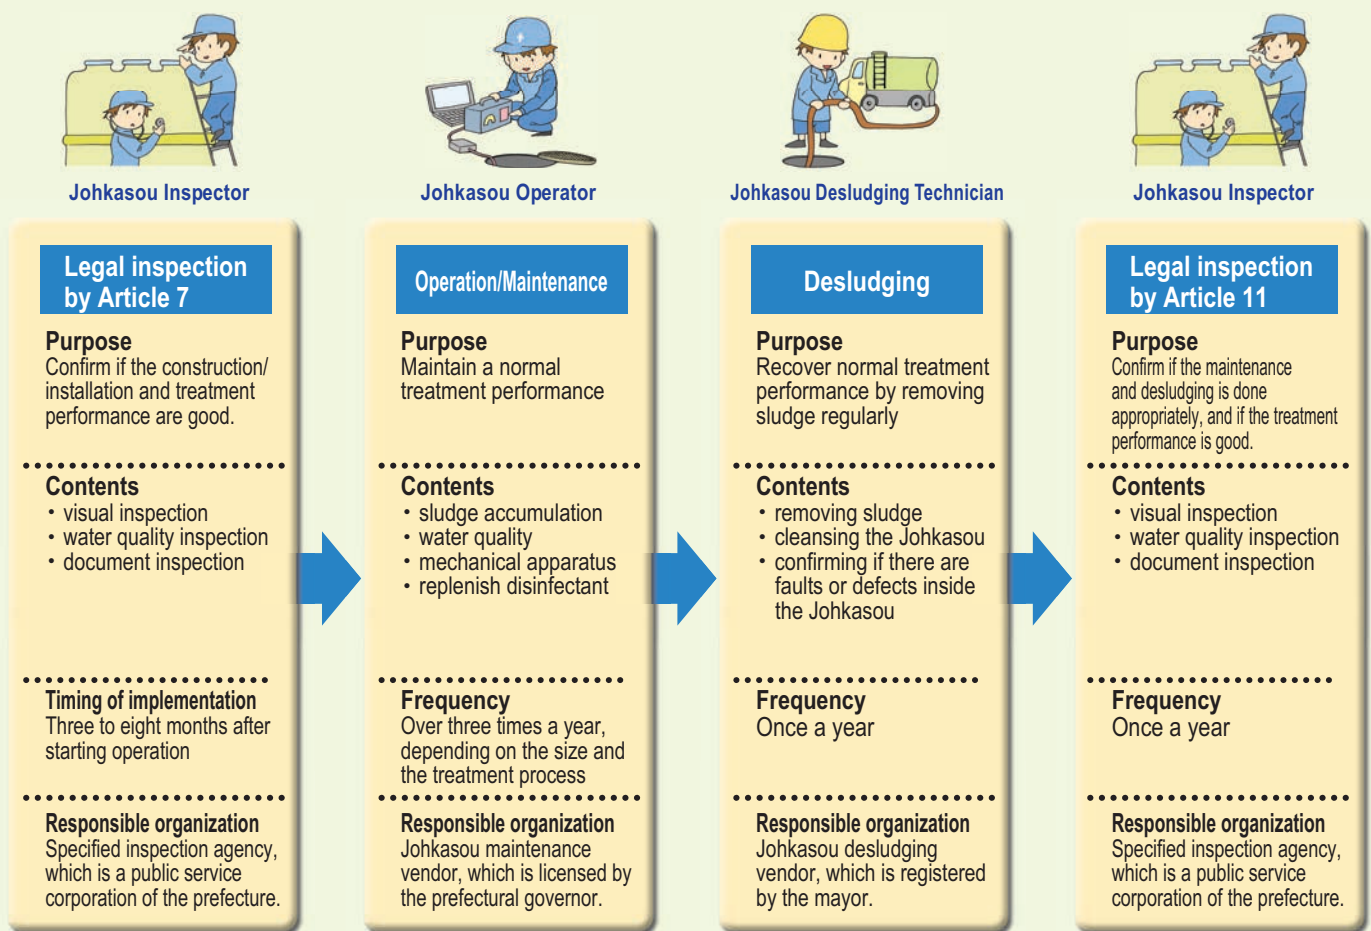 Johkasou Inspector
Legal inspection
by Article 7
Purpose
Confirm if the construction/
installation and treatment
performance are good.
Contents
・visual inspection
・water quality inspection
・document inspection
Timing of implementation
Three to eight months after
starting operation
Responsible organization
Specified inspection agency,
which is a public service
corporation of the prefecture.
Johkasou Operator
Operation/Maintenance
Purpose
Maintain a normal
treatment performance
Contents
・sludge accumulation
・water quality
・mechanical apparatus
・replenish disinfectant
Frequency
Over three times a year,
depending on the size and
the treatment process
Responsible organization
Johkasou maintenance
vendor, which is licensed by
the prefectural governor.
Johkasou Desludging Technician
Desludging
Purpose
Recover normal treatment
performance by removing
sludge regularly
Contents
・removing sludge
・cleansing the Johkasou
・confirming if there are
faults or defects inside
the Johkasou
Frequency
Once a year
Responsible organization
Johkasou desludging
vendor, which is registered
by the mayor.
Johkasou Inspector
Legal inspection
by Article 11
Purpose
Confirm if the maintenance
and desludging is done
appropriately, and if the treatment
performance is good.
Contents
・visual inspection
・water quality inspection
・document inspection
Frequency
Once a year
Responsible organization
Specified inspection agency,
which is a public service
corporation of the prefecture.